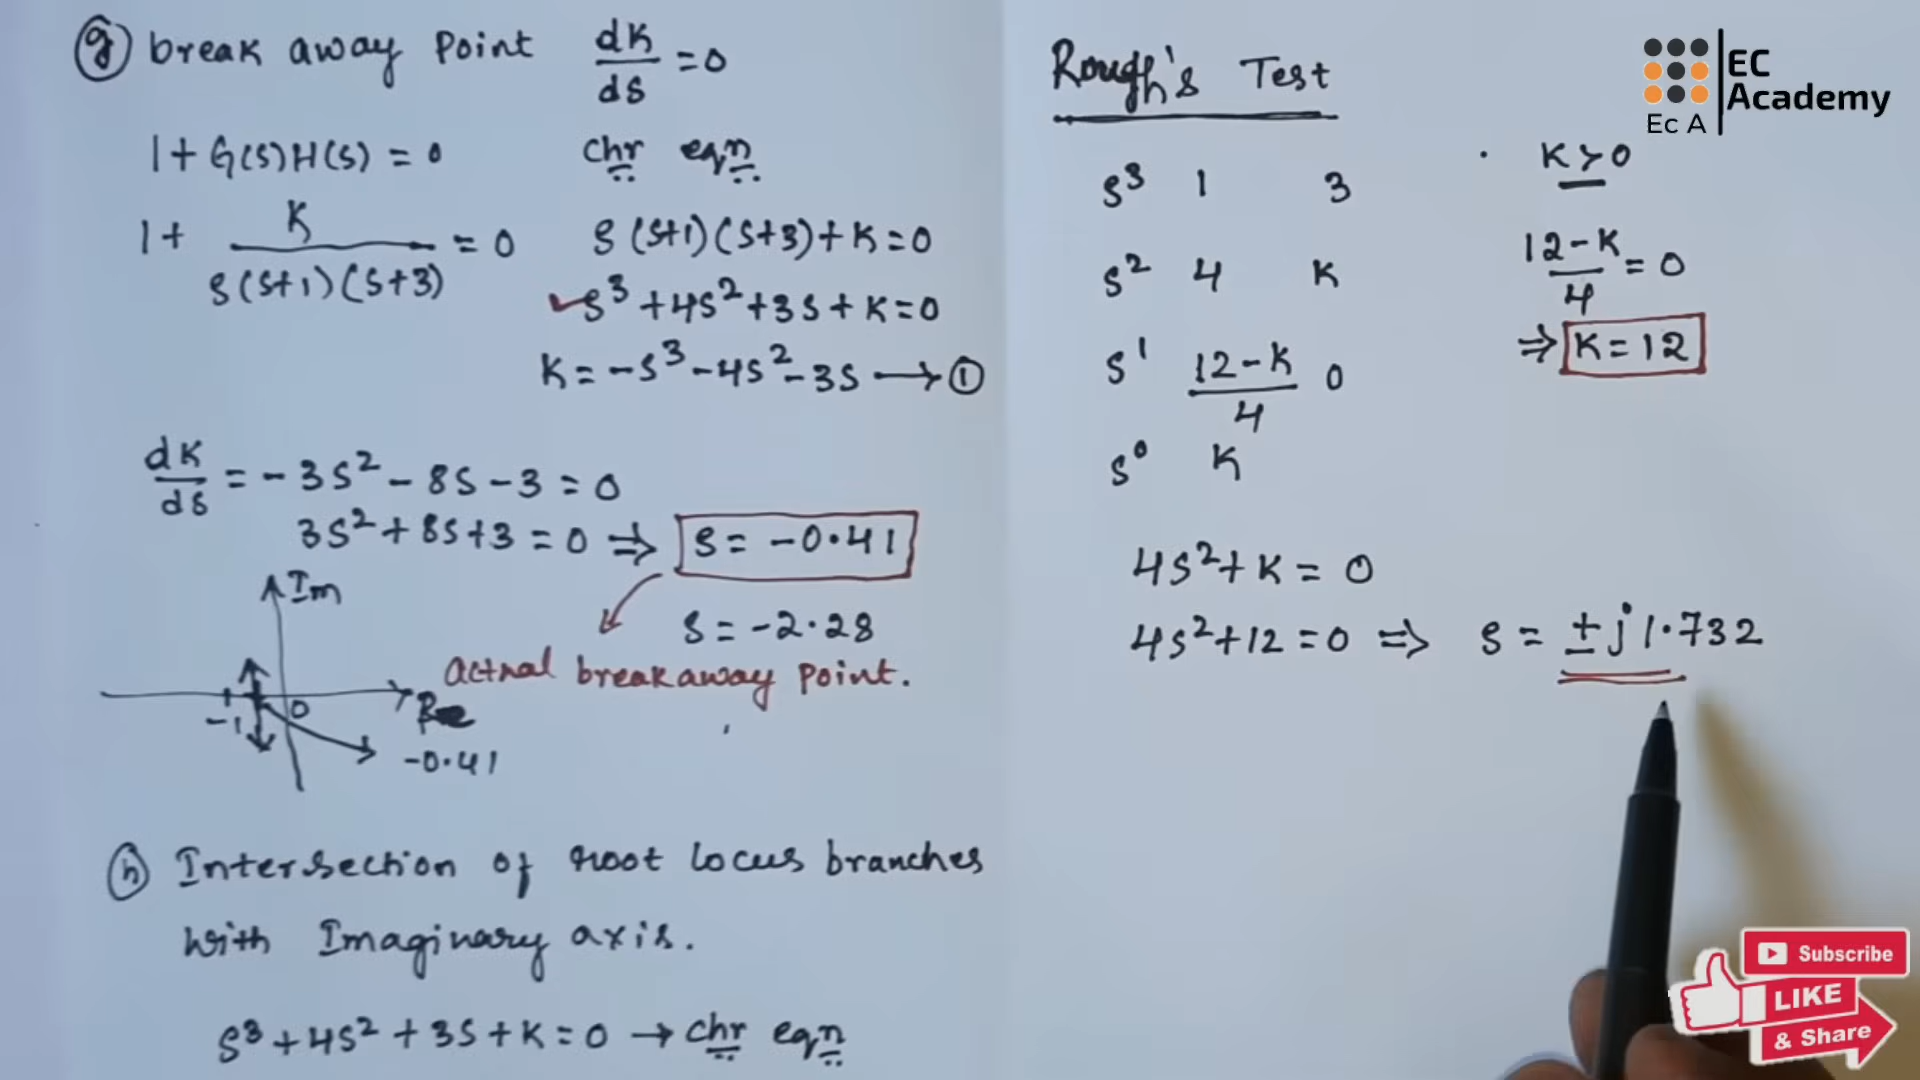 g break away Point dK/ds = 0
1 + G(s)H(s) = 0 chr eqn
1 + K/s(s+1)(s+3) = 0 s(s+1)(s+3) + K = 0
s³ + 4s² + 3s + K = 0
K = -s³ - 4s² - 3s → ①
dK/ds = -3s² - 8s - 3 = 0
3s² + 8s + 3 = 0 ⇒ s = -0.41
s = -2.28
Actual breakaway point.
Im
-1 0 Re
-0.41
h Intersection of root locus branches
with Imaginary axis.
s³ + 4s² + 3s + K = 0 → chr eqn
Rough's Test
s³ 1 3
s² 4 K
s¹ 12-K/4 0
s⁰ K
K > 0
12-K/4 = 0
⇒ K = 12
4s² + K = 0
4s² + 12 = 0 ⇒ s = ± j 1.732
EC
Academy
Ec A
Subscribe
LIKE
& Share